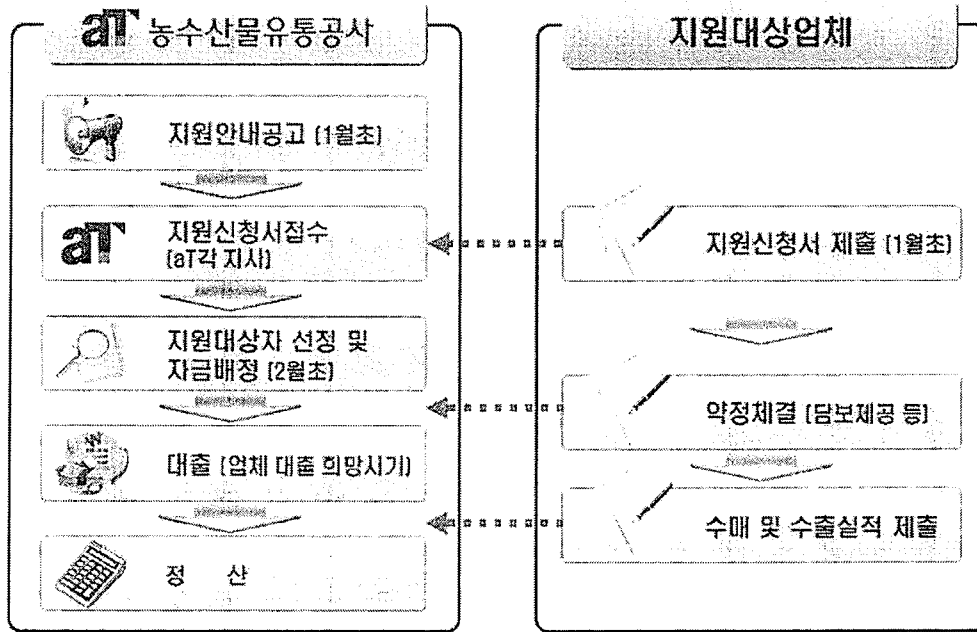 aT 농수산물유통공사
지원안내공고 (1월초)
aT
지원신청서접수
(aT각 지사)
지원대상자 선정 및
자금배정 (2월초)
대출 (업체 대출 희망시기)
정 산
지원대상업체
지원신청서 제출 (1월초)
약정체결 (담보제공 등)
수매 및 수출실적 제출